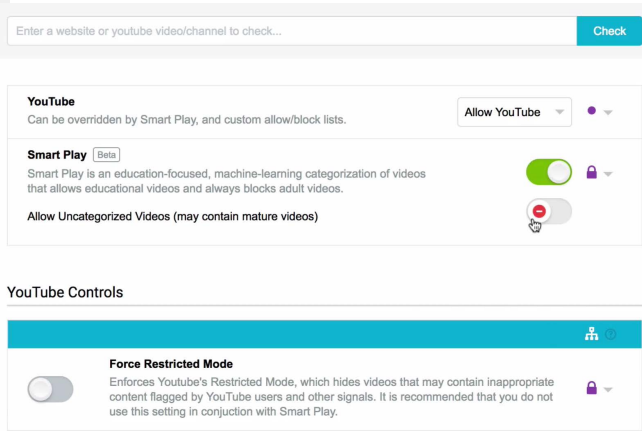 Enter a website or youtube video/channel to check...
Check
YouTube
Can be overridden by Smart Play, and custom allow/block lists.
Allow YouTube
Smart Play Beta
Smart Play is an education-focused, machine-learning categorization of videos
that allows educational videos and always blocks adult videos.
Allow Uncategorized Videos (may contain mature videos)
YouTube Controls
Force Restricted Mode
Enforces Youtube's Restricted Mode, which hides videos that may contain inappropriate
content flagged by YouTube users and other signals. It is recommended that you do not
use this setting in conjuction with Smart Play.